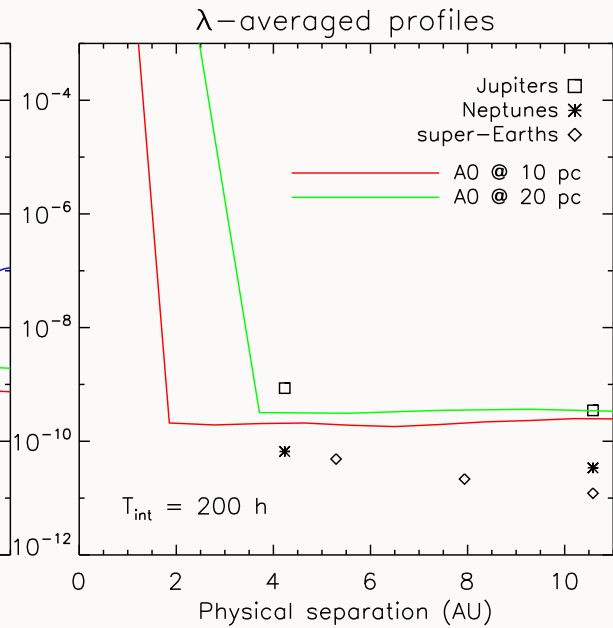 λ-averaged profiles
10⁻⁴
10⁻⁶
10⁻⁸
10⁻¹⁰
10⁻¹²
Jupiters □
Neptunes ✳
super-Earths ◇
A0 @ 10 pc
A0 @ 20 pc
T_int = 200 h
0 2 4 6 8 10
Physical separation (AU)